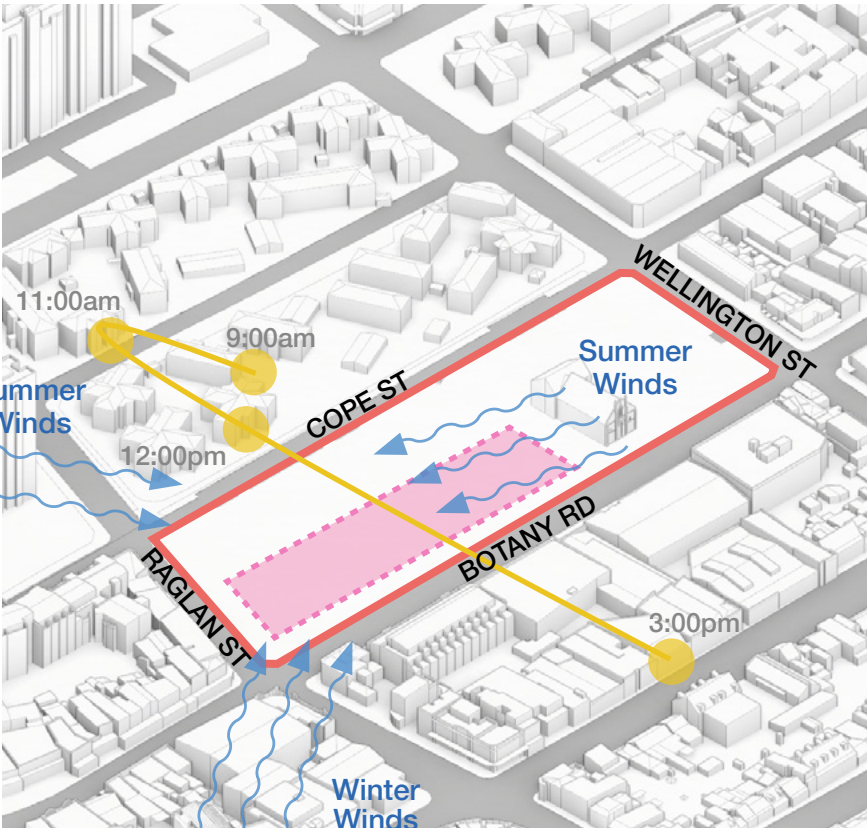 WELLINGTON ST
11:00am
9:00am
Summer
Winds
ummer
Winds
COPE ST
12:00pm
BOTANY RD
RAGLAN ST
3:00pm
Winter
Winds